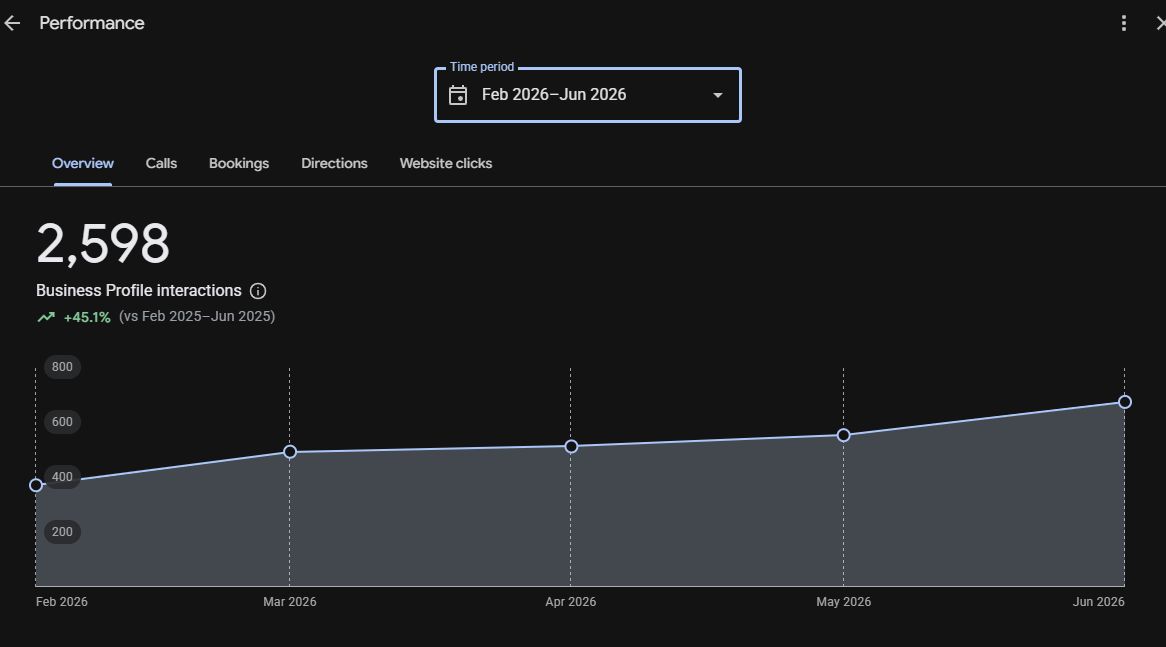 Performance
Time period
Feb 2026–Jun 2026
Overview Calls Bookings Directions Website clicks
2,598
Business Profile interactions
+45.1% (vs Feb 2025–Jun 2025)
800
600
400
200
Feb 2026 Mar 2026 Apr 2026 May 2026 Jun 2026